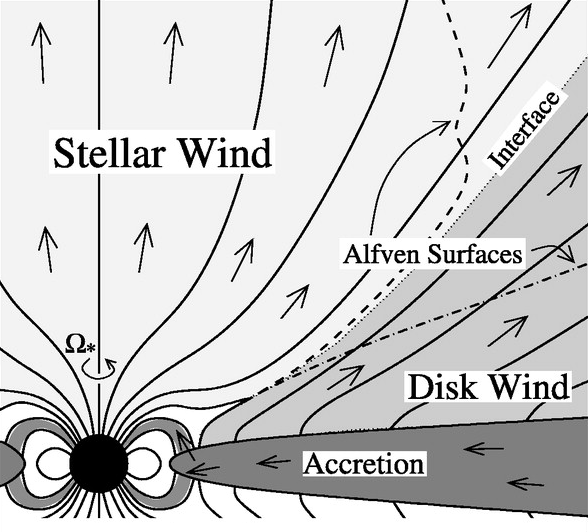 Stellar Wind
Interface
Alfven Surfaces
Ω*
Disk Wind
Accretion